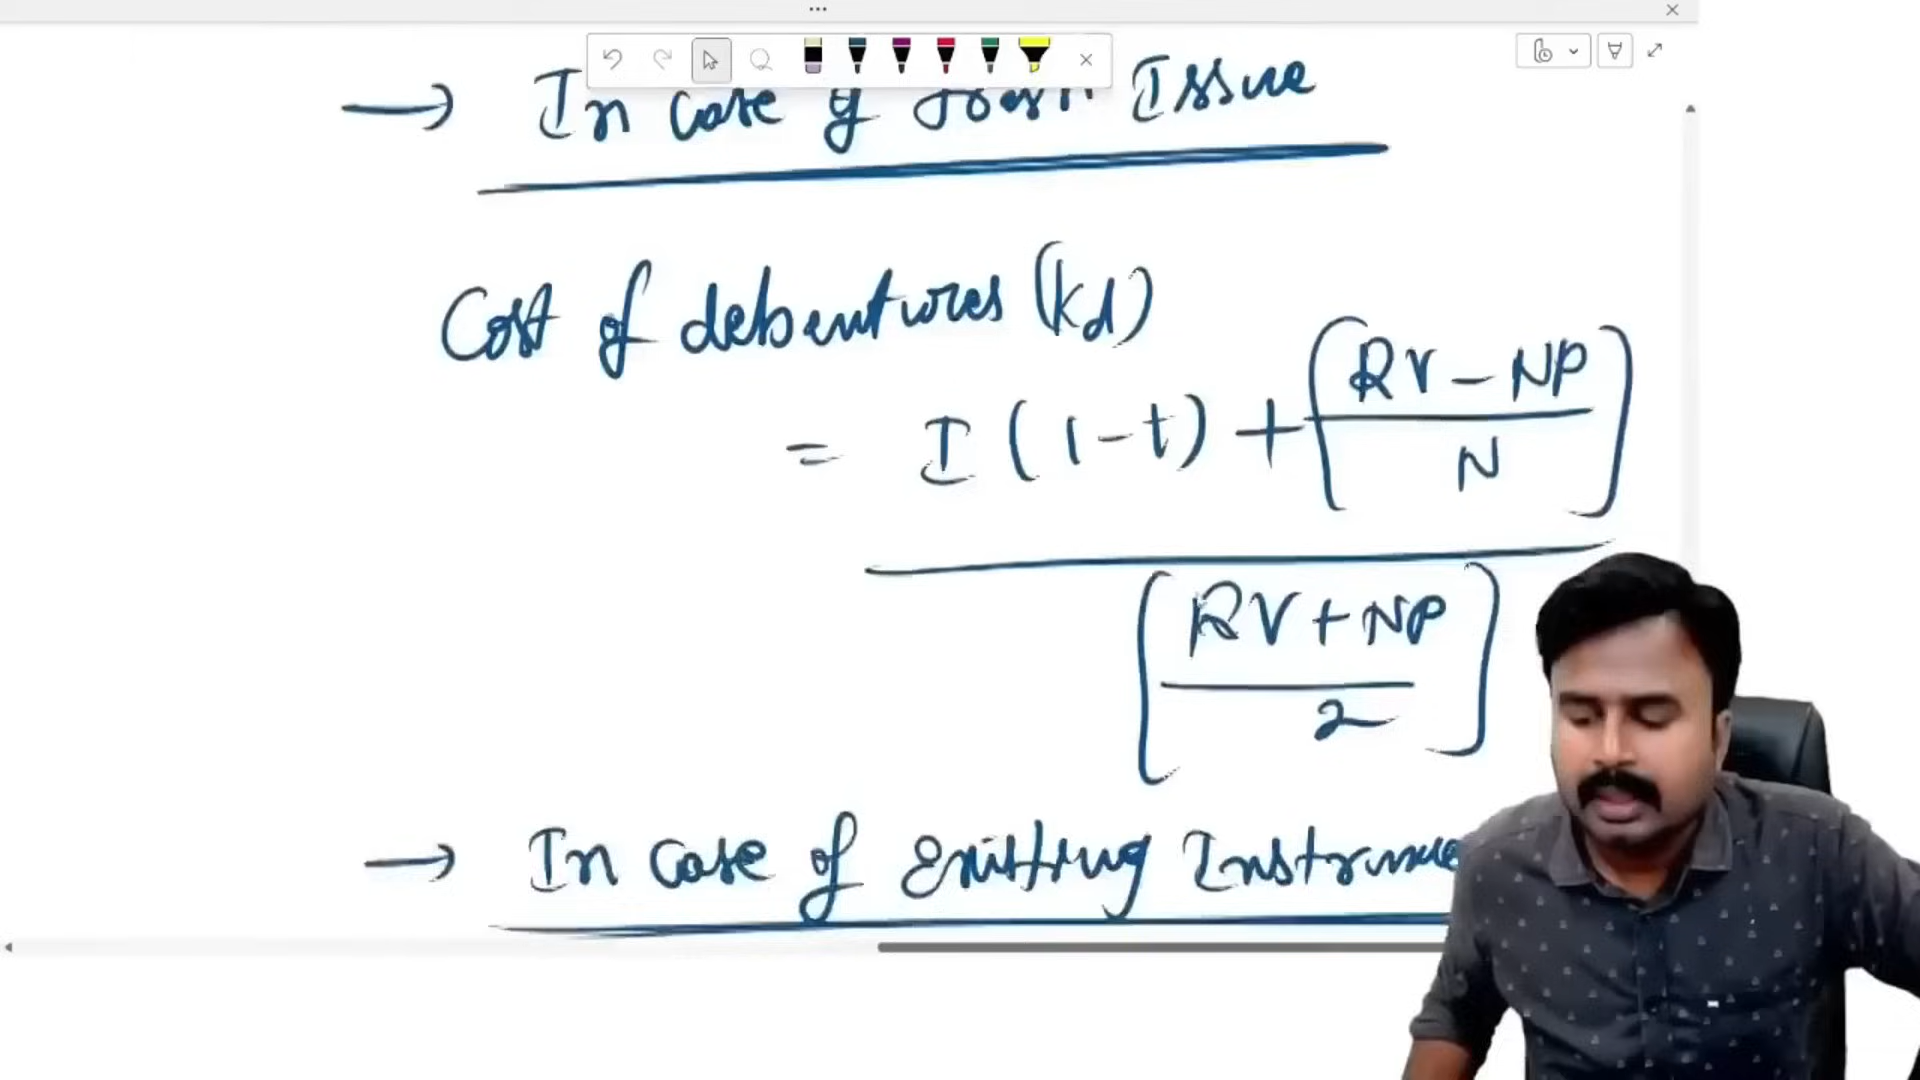 → In case of fresh Issue
Cost of debentures (kd)
= I (1-t) + [RV - NP / N]
[RV + NP / 2]
→ In case of Existing Instrume